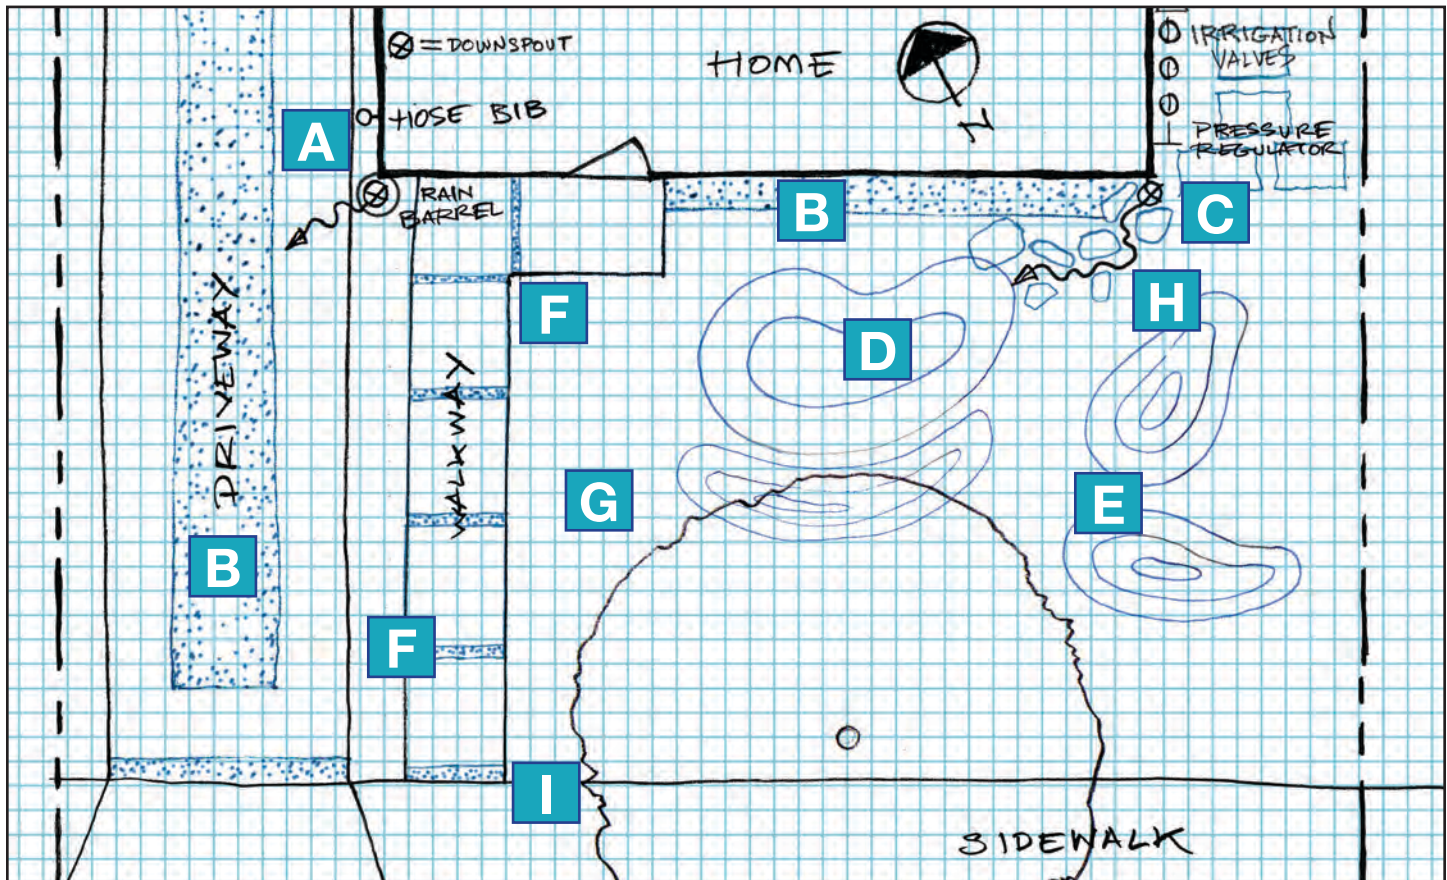 ⊗ = DOWNSPOUT
HOME
IRRIGATION
VALVES
A
HOSE BIB
N
PRESSURE
REGULATOR
RAIN
BARREL
B
C
F
H
D
DRIVEWAY
WALKWAY
G
E
B
F
I
SIDEWALK